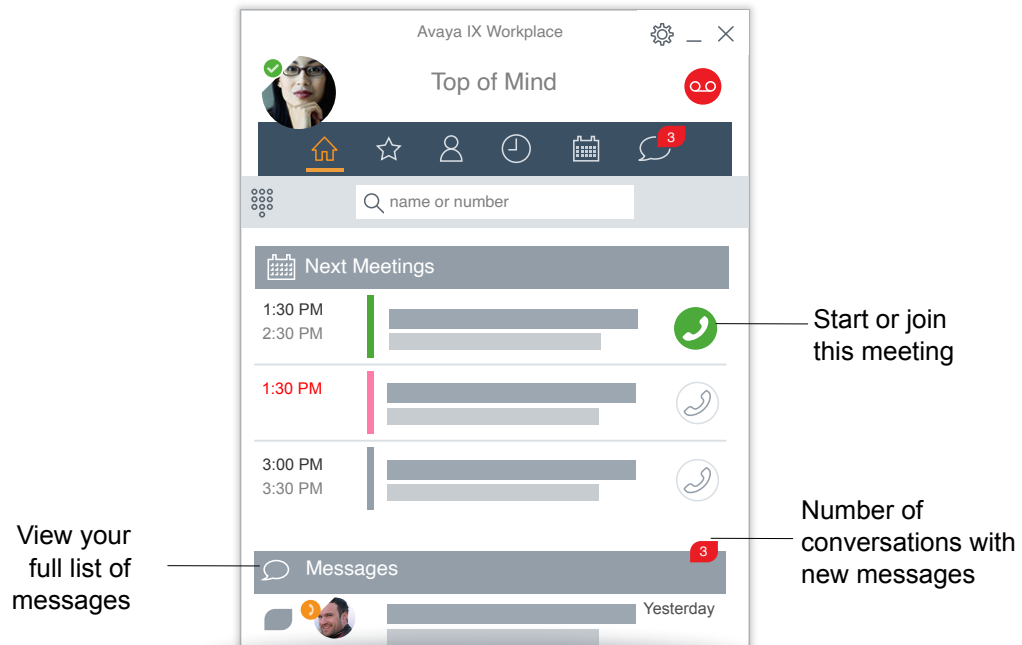 Avaya IX Workplace
Top of Mind
3
name or number
Next Meetings
1:30 PM
2:30 PM
Start or join
this meeting
1:30 PM
3:00 PM
3:30 PM
Number of
conversations with
new messages
View your
full list of
messages
3
Messages
Yesterday